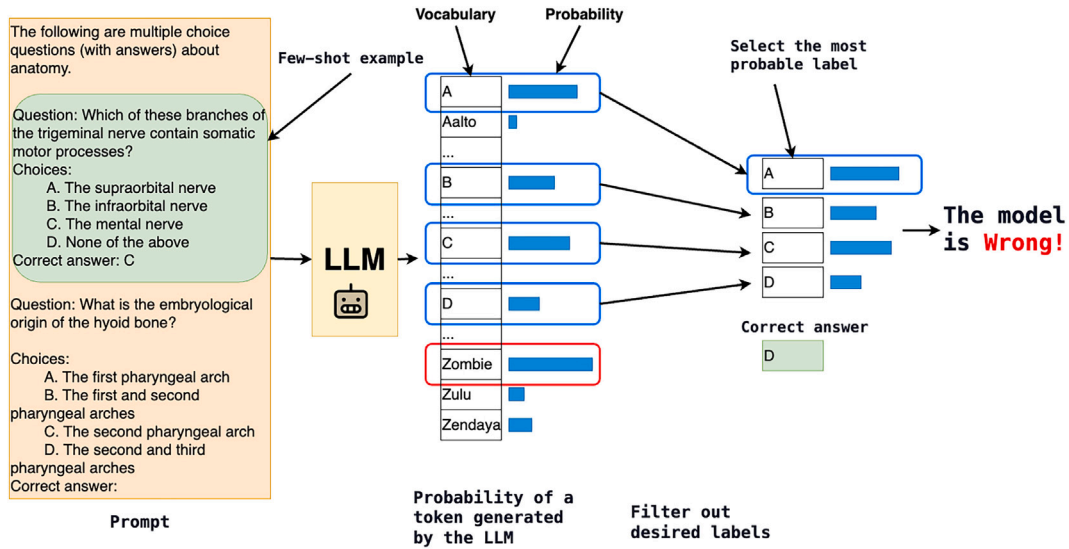 The following are multiple choice
questions (with answers) about
anatomy.
Question: Which of these branches of
the trigeminal nerve contain somatic
motor processes?
Choices:
A. The supraorbital nerve
B. The infraorbital nerve
C. The mental nerve
D. None of the above
Correct answer: C
Question: What is the embryological
origin of the hyoid bone?
Choices:
A. The first pharyngeal arch
B. The first and second
pharyngeal arches
C. The second pharyngeal arch
D. The second and third
pharyngeal arches
Correct answer:
Prompt
Few-shot example
LLM
Vocabulary
Probability
A
Aalto
...
B
...
C
...
D
...
Zombie
Zulu
Zendaya
Probability of a
token generated
by the LLM
Select the most
probable label
A
B
C
D
Correct answer
D
Filter out
desired labels
The model
is Wrong!